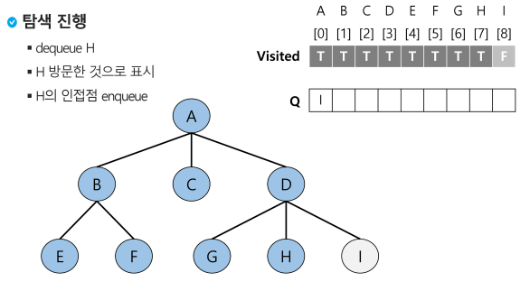 탐색 진행
▪ dequeue H
▪ H 방문한 것으로 표시
▪ H의 인접점 enqueue
A B C D E F G H I
[0] [1] [2] [3] [4] [5] [6] [7] [8]
Visited T T T T T T T T F
Q I
A
B C D
E F G H I